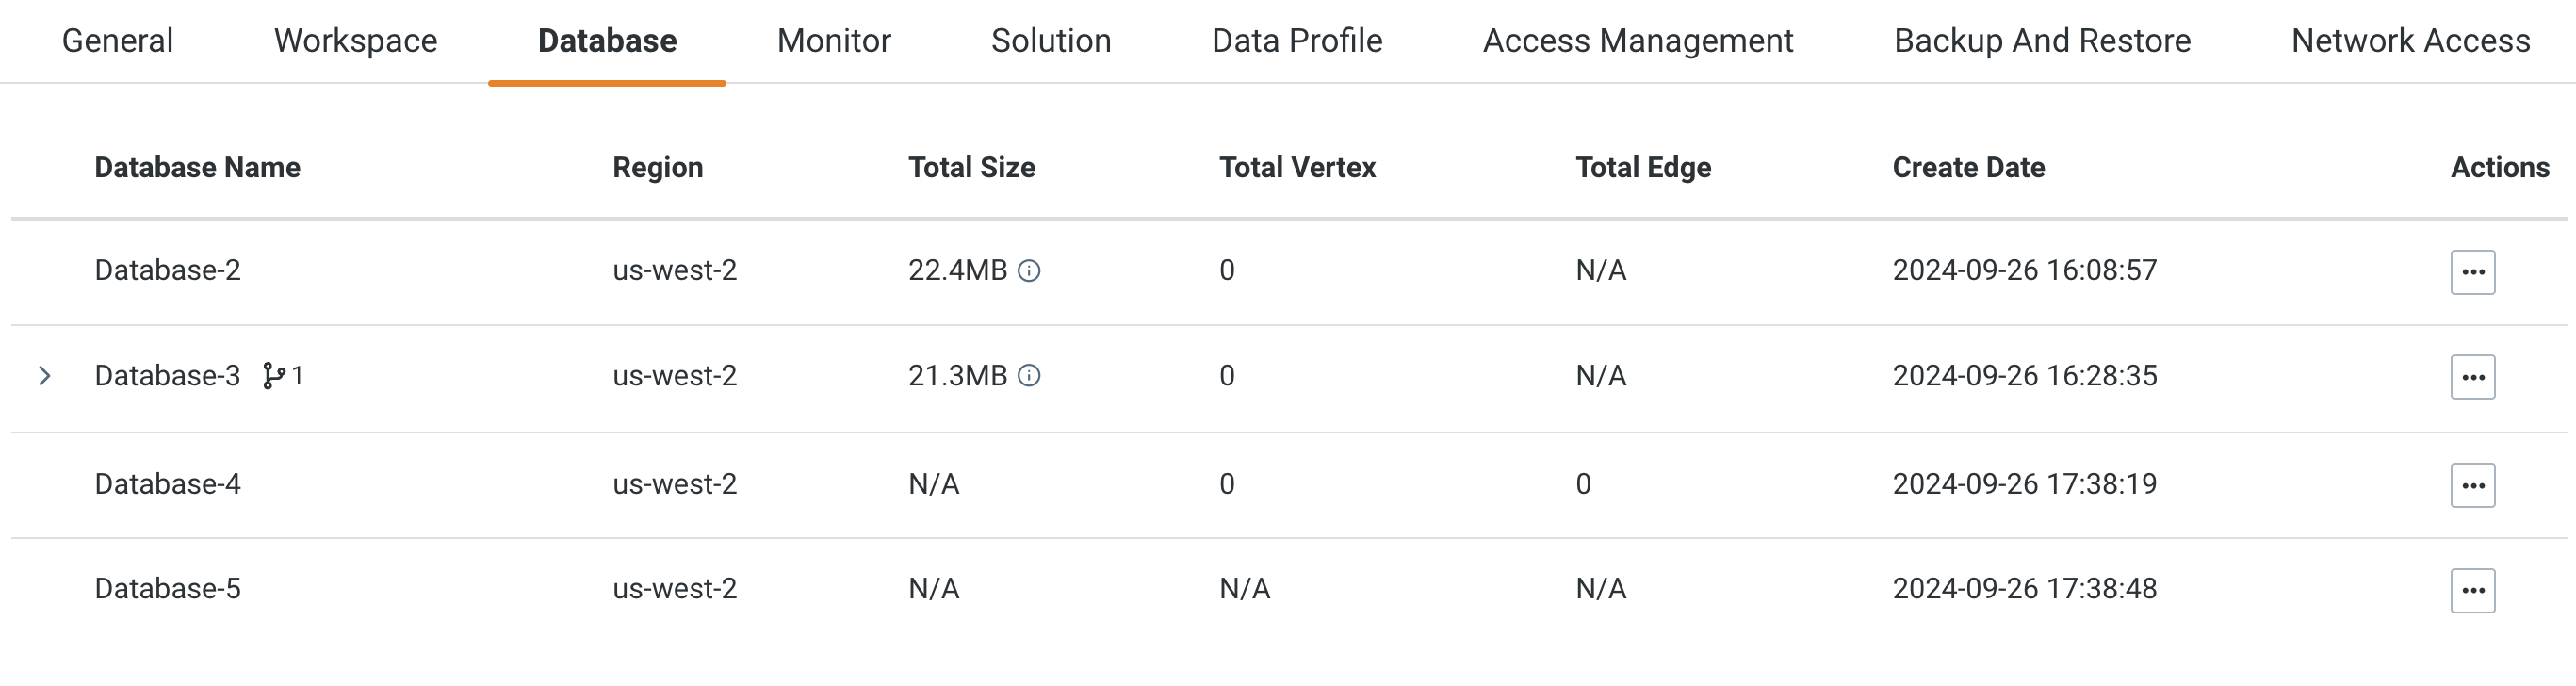 General Workspace Database Monitor Solution Data Profile Access Management Backup And Restore Network Access
Database Name Region Total Size Total Vertex Total Edge Create Date Actions
Database-2 us-west-2 22.4MB 0 N/A 2024-09-26 16:08:57
Database-3 1 us-west-2 21.3MB 0 N/A 2024-09-26 16:28:35
Database-4 us-west-2 N/A 0 0 2024-09-26 17:38:19
Database-5 us-west-2 N/A N/A N/A 2024-09-26 17:38:48